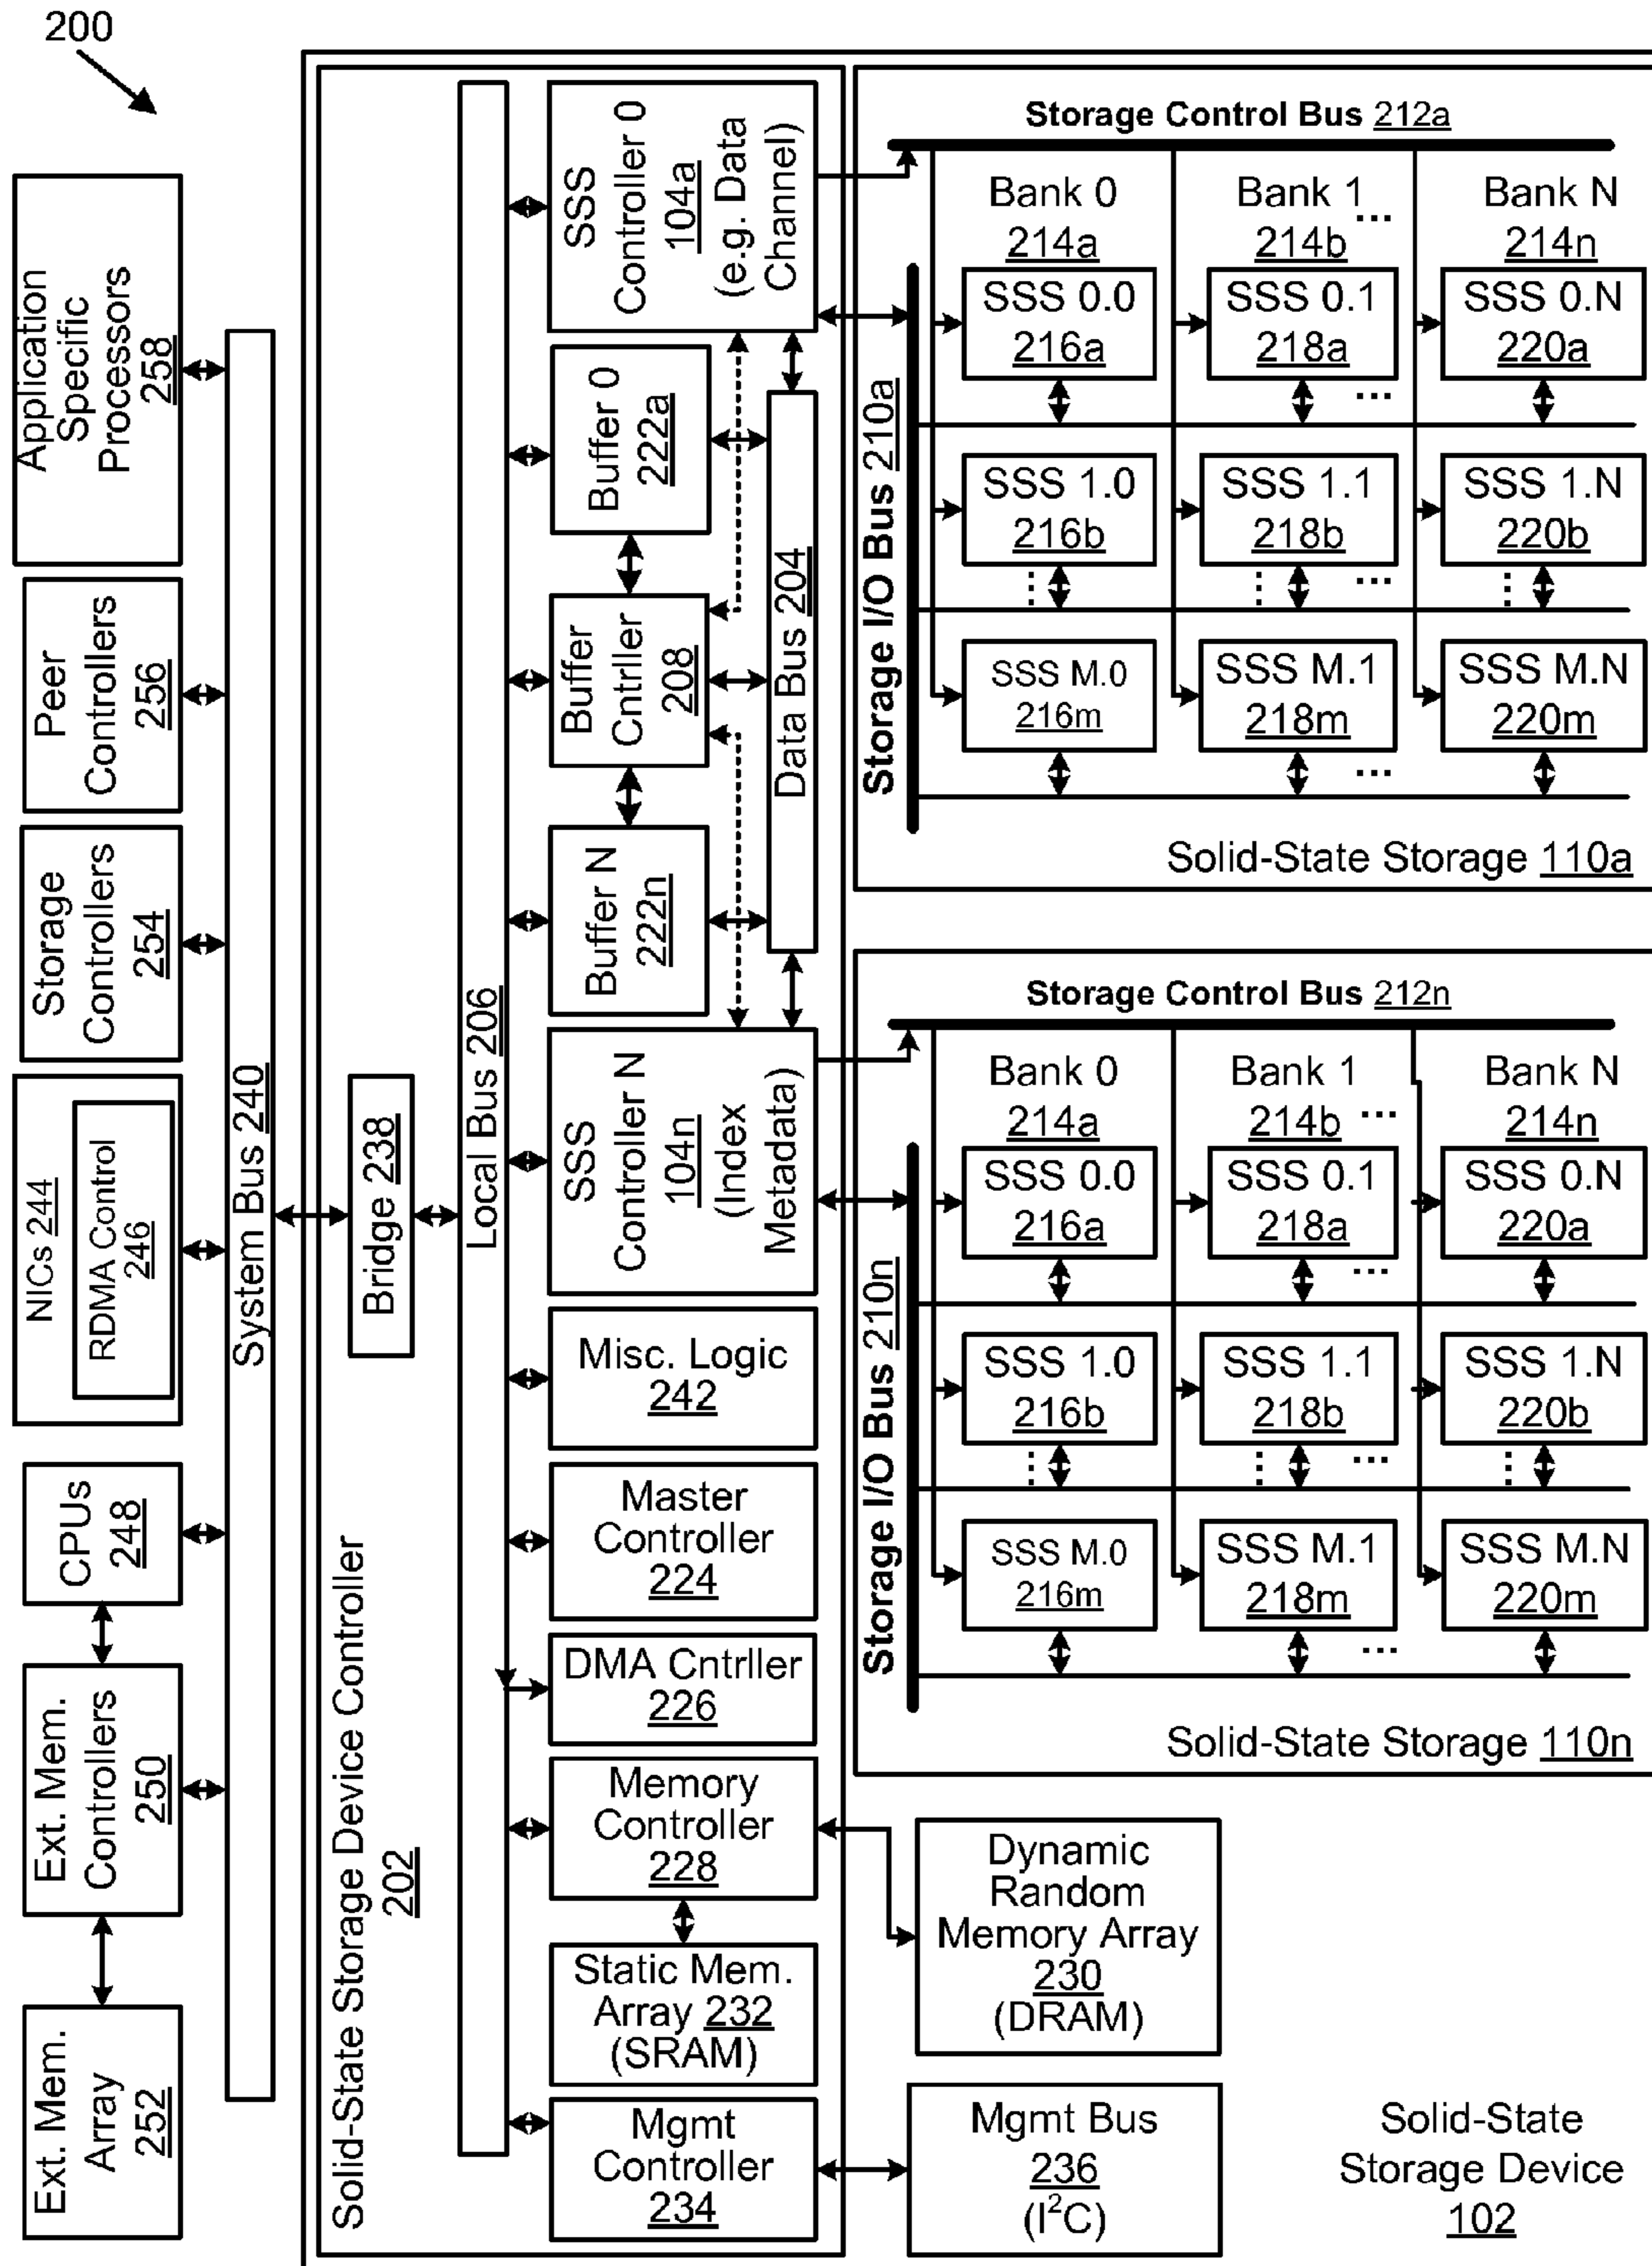 200
Application
Specific
Processors
258
Peer
Controllers
256
Storage
Controllers
254
NICs 244
RDMA Control
246
CPUs
248
Ext. Mem.
Controllers
250
Ext. Mem.
Array
252
System Bus 240
Solid-State Storage Device Controller
202
Bridge 238
Local Bus 206
SSS
Controller 0
104a
(e.g. Data
Channel)
Buffer 0
222a
Buffer
Cntrller
208
Buffer N
222n
Data Bus 204
SSS
Controller N
104n
(Index
Metadata)
Misc. Logic
242
Master
Controller
224
DMA Cntrller
226
Memory
Controller
228
Static Mem.
Array 232
(SRAM)
Mgmt
Controller
234
Storage Control Bus 212a
Bank 0
214a
Bank 1
214b ...
Bank N
214n
Storage I/O Bus 210a
SSS 0.0
216a
SSS 0.1
218a
...
SSS 0.N
220a
SSS 1.0
216b
...
SSS 1.1
218b
... ...
SSS 1.N
220b
...
SSS M.0
216m
SSS M.1
218m
...
SSS M.N
220m
Solid-State Storage 110a
Storage Control Bus 212n
Bank 0
214a
Bank 1
214b ...
Bank N
214n
Storage I/O Bus 210n
SSS 0.0
216a
SSS 0.1
218a
...
SSS 0.N
220a
SSS 1.0
216b
...
SSS 1.1
218b
... ...
SSS 1.N
220b
...
SSS M.0
216m
SSS M.1
218m
...
SSS M.N
220m
Solid-State Storage 110n
Dynamic
Random
Memory Array
230
(DRAM)
Mgmt Bus
236
(I²C)
Solid-State
Storage Device
102